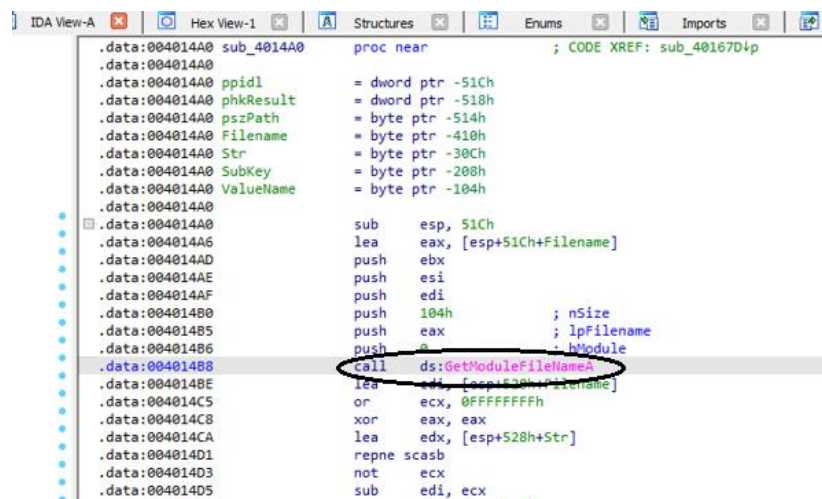 IDA View-A Hex View-1 Structures Enums Imports
.data:004014A0 sub_4014A0 proc near ; CODE XREF: sub_40167D↓p
.data:004014A0
.data:004014A0 ppidl = dword ptr -51Ch
.data:004014A0 phkResult = dword ptr -518h
.data:004014A0 pszPath = byte ptr -514h
.data:004014A0 Filename = byte ptr -410h
.data:004014A0 Str = byte ptr -30Ch
.data:004014A0 SubKey = byte ptr -208h
.data:004014A0 ValueName = byte ptr -104h
.data:004014A0
.data:004014A0 sub esp, 51Ch
.data:004014A6 lea eax, [esp+51Ch+Filename]
.data:004014AD push ebx
.data:004014AE push esi
.data:004014AF push edi
.data:004014B0 push 104h ; nSize
.data:004014B5 push eax ; lpFilename
.data:004014B6 push 0 ; hModule
.data:004014B8 call ds:GetModuleFileNameA
.data:004014BE lea edi, [esp+528h+Filename]
.data:004014C5 or ecx, 0FFFFFFFFh
.data:004014C8 xor eax, eax
.data:004014CA lea edx, [esp+528h+Str]
.data:004014D1 repne scasb
.data:004014D3 not ecx
.data:004014D5 sub edi, ecx